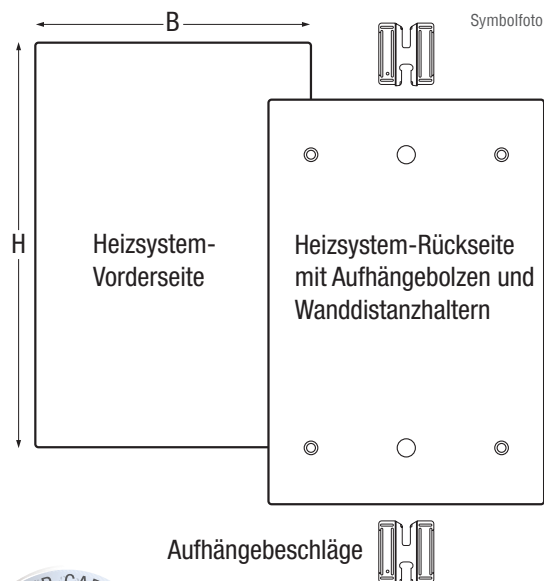 B
Symbolfoto
H
Heizsystem-
Vorderseite
Heizsystem-Rückseite
mit Aufhängebolzen und
Wanddistanzhaltern
Aufhängebeschläge